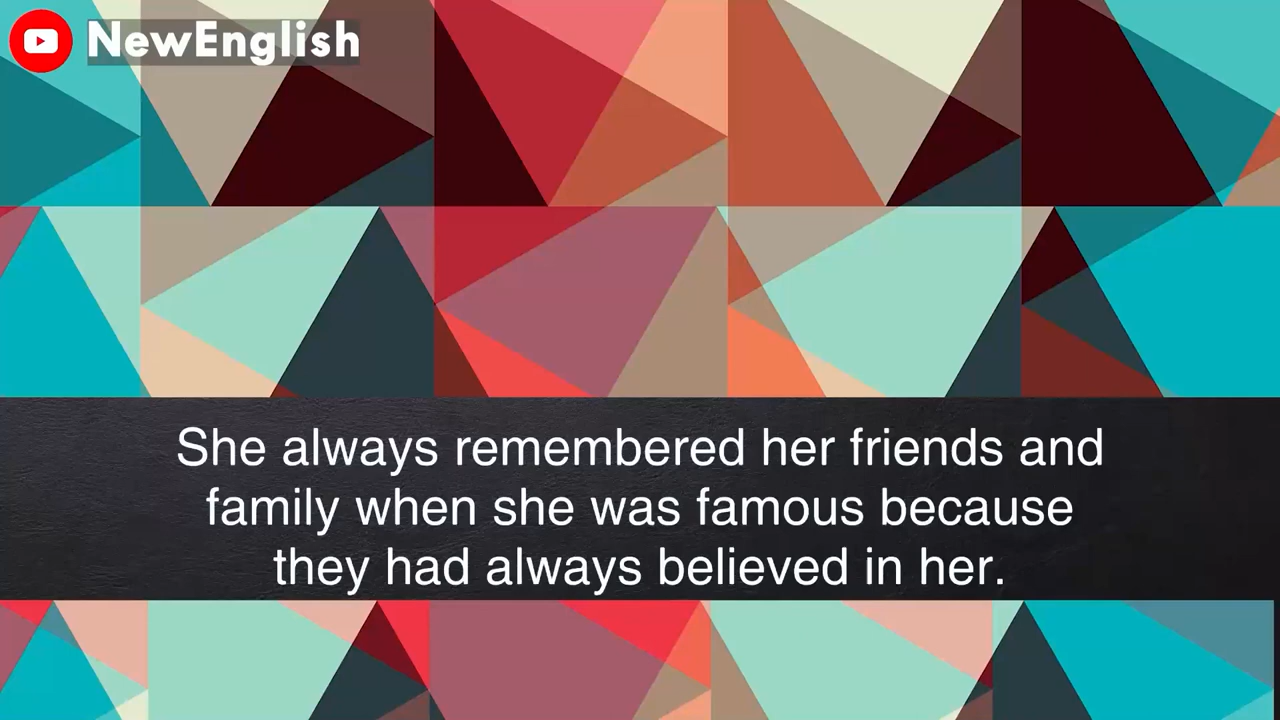 NewEnglish
She always remembered her friends and
family when she was famous because
they had always believed in her.